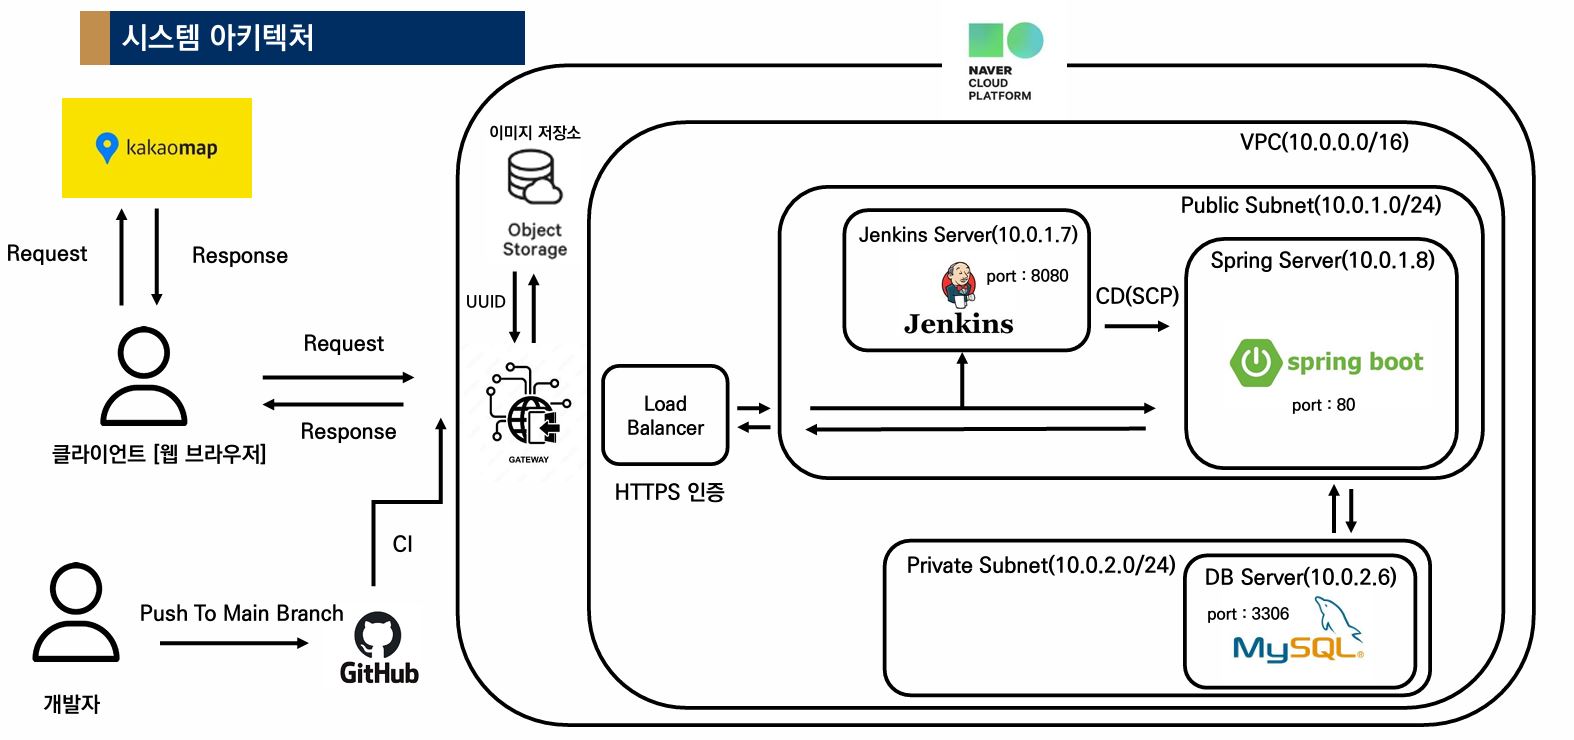 시스템 아키텍처
NAVER
CLOUD
PLATFORM
kakaomap
Request
Response
클라이언트 [웹 브라우저]
Request
Response
이미지 저장소
Object
Storage
UUID
GATEWAY
VPC(10.0.0.0/16)
Public Subnet(10.0.1.0/24)
Jenkins Server(10.0.1.7)
port : 8080
Jenkins
CD(SCP)
Spring Server(10.0.1.8)
spring boot
port : 80
Load
Balancer
HTTPS 인증
Private Subnet(10.0.2.0/24)
DB Server(10.0.2.6)
port : 3306
MySQL®
CI
Push To Main Branch
GitHub
개발자